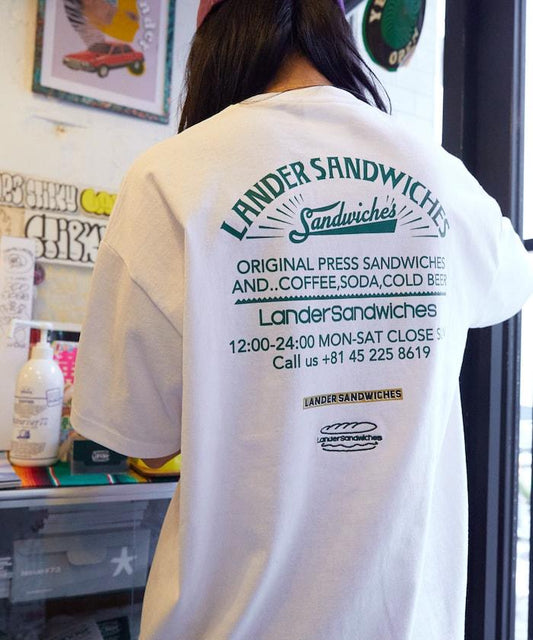 LANDER SANDWICHES
Sandwiches
ORIGINAL PRESS SANDWICHES
AND..COFFEE,SODA,COLD BEER
LanderSandwiches
12:00-24:00 MON-SAT CLOSE
Call us +81 45 225 8619
LANDER SANDWICHES
LanderSandwiches